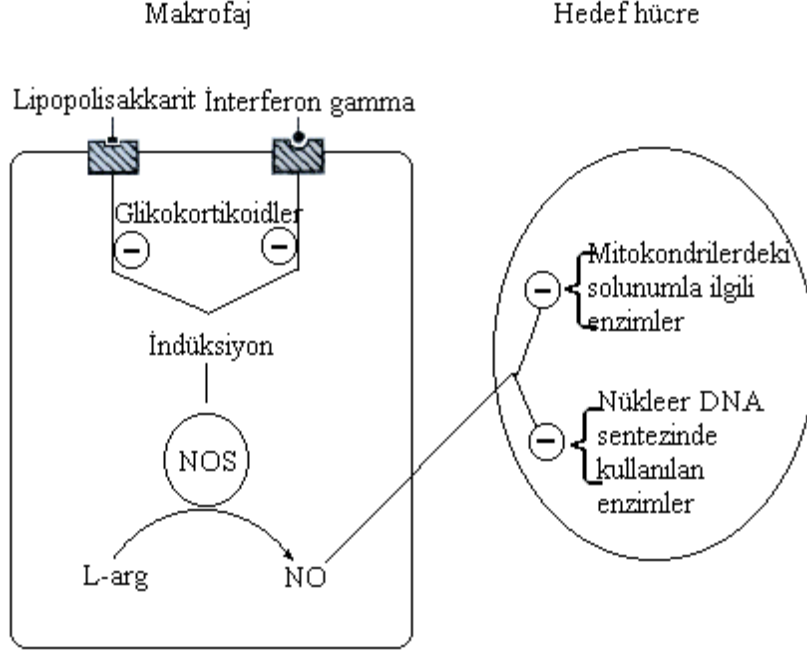 Makrofaj
Hedef hücre
Lipopolisakkarit
İnterferon gamma
Glikokortikoidler
−
−
İndüksiyon
NOS
L-arg
NO
−
Mitokondrilerdeki
solunumla ilgili
enzimler
−
Nükleer DNA
sentezinde
kullanılan
enzimler